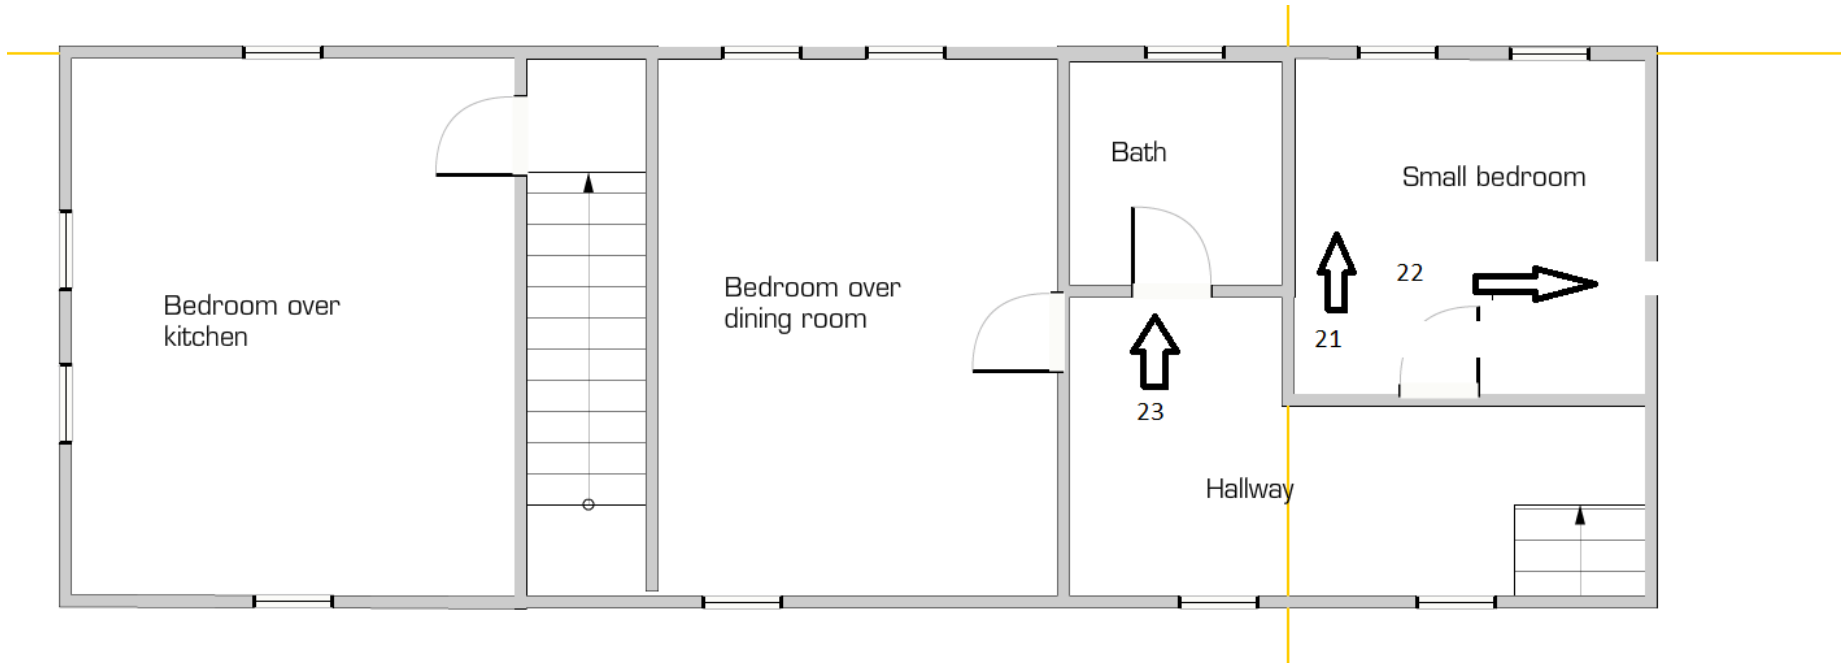 Bedroom over
kitchen
Bedroom over
dining room
Bath
Small bedroom
22
21
23
Hallway